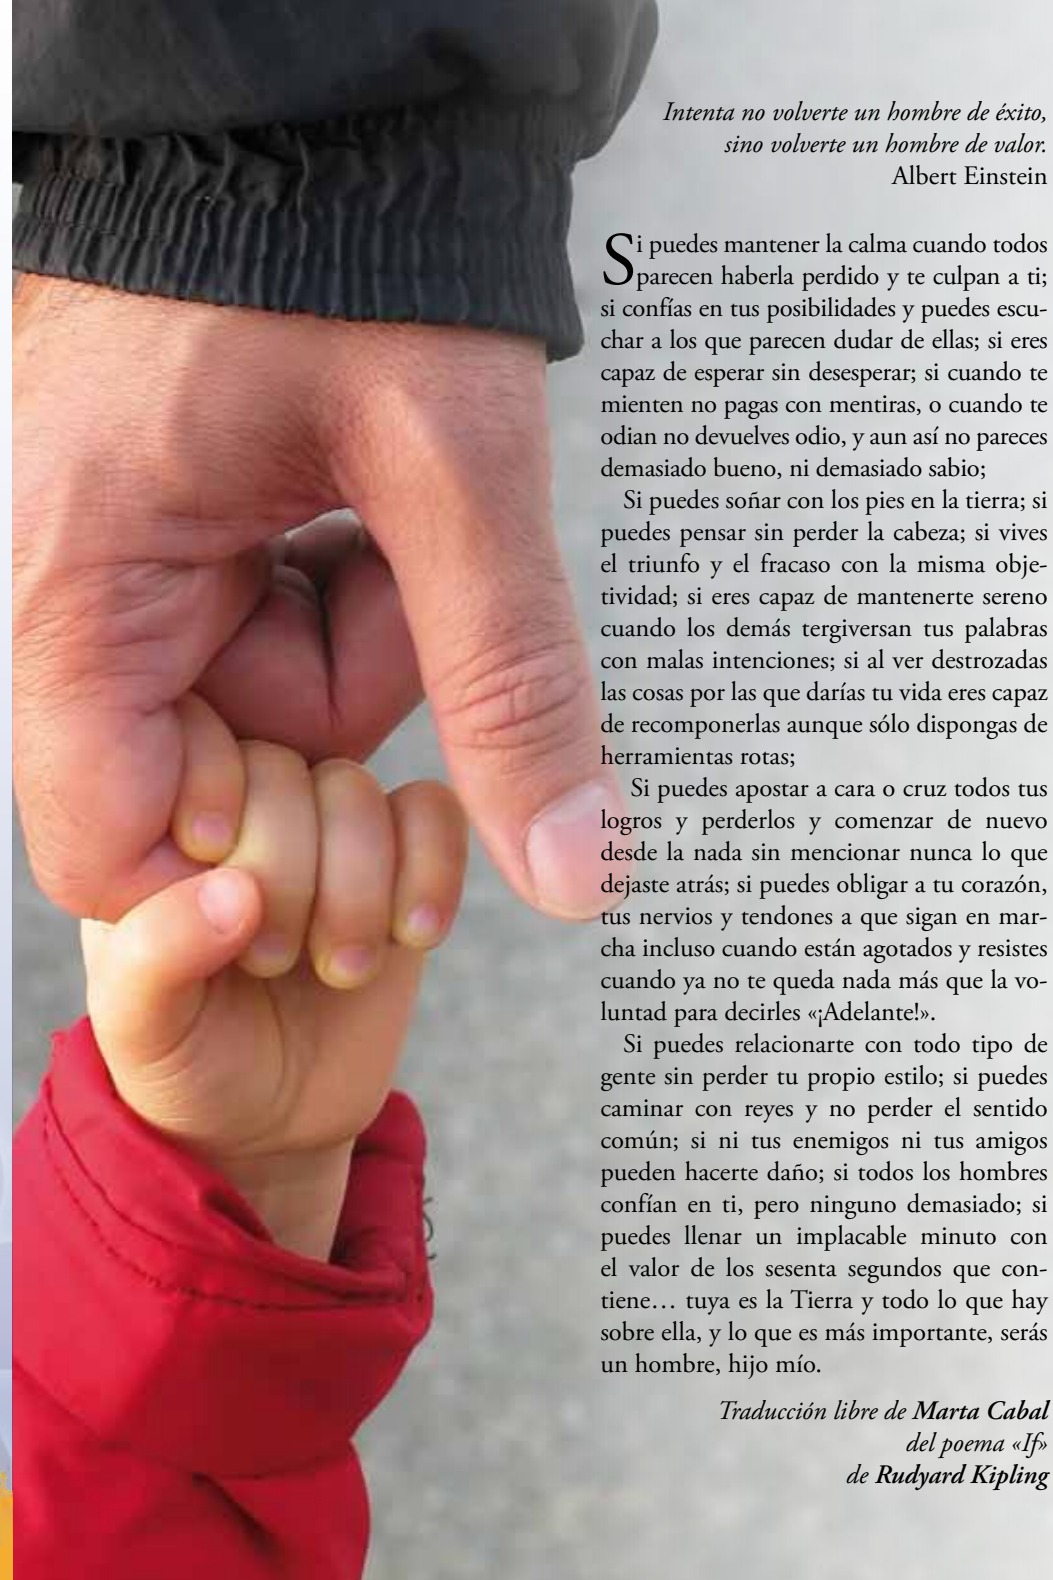 Intenta no volverte un hombre de éxito,
sino volverte un hombre de valor.
Albert Einstein
Si puedes mantener la calma cuando todos
parecen haberla perdido y te culpan a ti;
si confías en tus posibilidades y puedes escu-
char a los que parecen dudar de ellas; si eres
capaz de esperar sin desesperar; si cuando te
mienten no pagas con mentiras, o cuando te
odian no devuelves odio, y aun así no pareces
demasiado bueno, ni demasiado sabio;
Si puedes soñar con los pies en la tierra; si
puedes pensar sin perder la cabeza; si vives
el triunfo y el fracaso con la misma obje-
tividad; si eres capaz de mantenerte sereno
cuando los demás tergiversan tus palabras
con malas intenciones; si al ver destrozadas
las cosas por las que darías tu vida eres capaz
de recomponerlas aunque sólo dispongas de
herramientas rotas;
Si puedes apostar a cara o cruz todos tus
logros y perderlos y comenzar de nuevo
desde la nada sin mencionar nunca lo que
dejaste atrás; si puedes obligar a tu corazón,
tus nervios y tendones a que sigan en mar-
cha incluso cuando están agotados y resistes
cuando ya no te queda nada más que la vo-
luntad para decirles «¡Adelante!».
Si puedes relacionarte con todo tipo de
gente sin perder tu propio estilo; si puedes
caminar con reyes y no perder el sentido
común; si ni tus enemigos ni tus amigos
pueden hacerte daño; si todos los hombres
confían en ti, pero ninguno demasiado; si
puedes llenar un implacable minuto con
el valor de los sesenta segundos que con-
tiene… tuya es la Tierra y todo lo que hay
sobre ella, y lo que es más importante, serás
un hombre, hijo mío.
Traducción libre de Marta Cabal
del poema «If»
de Rudyard Kipling